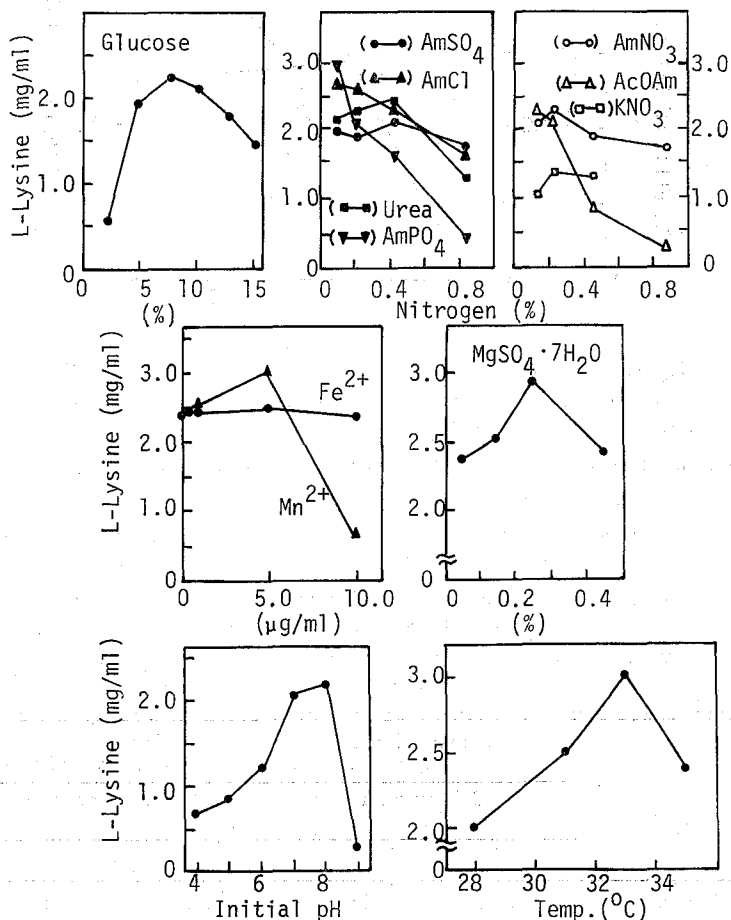 Glucose
L-Lysine (mg/ml)
2.0
1.0
0
0 5 10 15
(%)
(●—●) AmSO₄
(▲—▲) AmCl
3.0
2.0
1.0
0
(■—■) Urea
(▼—▼) AmPO₄
0 0.4 0.8
(○—○) AmNO₃
(△—△) AcOAm
(□—□) KNO₃
3.0
2.0
1.0
0
0 0.4 0.8
Nitrogen (%)
L-Lysine (mg/ml)
3.0
2.0
1.0
0
Fe²⁺
Mn²⁺
0 5.0 10.0
(μg/ml)
MgSO₄·7H₂O
3.0
2.5
2.0
0
0 0.2 0.4
(%)
L-Lysine (mg/ml)
2.0
1.0
0
4 6 8
Initial pH
3.0
2.5
2.0
0
28 30 32 34
Temp.(°C)